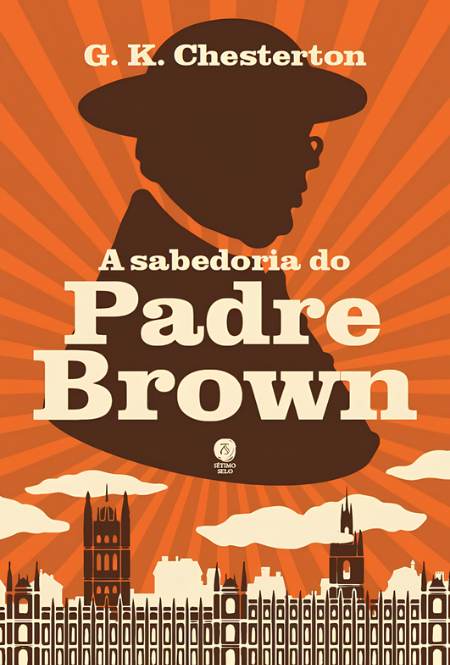 G. K. Chesterton
A sabedoria do
Padre
Brown
SÉTIMO
SELO